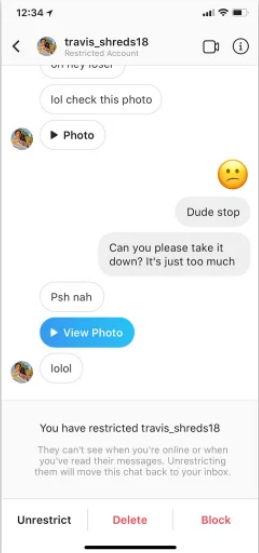 12:34
travis_shreds18
Restricted Account
oh hey loser
lol check this photo
Photo
Dude stop
Can you please take it
down? It's just too much
Psh nah
View Photo
lolol
You have restricted travis_shreds18
They can't see when you're online or when
you've read their messages. Unrestricting
them will move this chat back to your inbox.
Unrestrict
Delete
Block